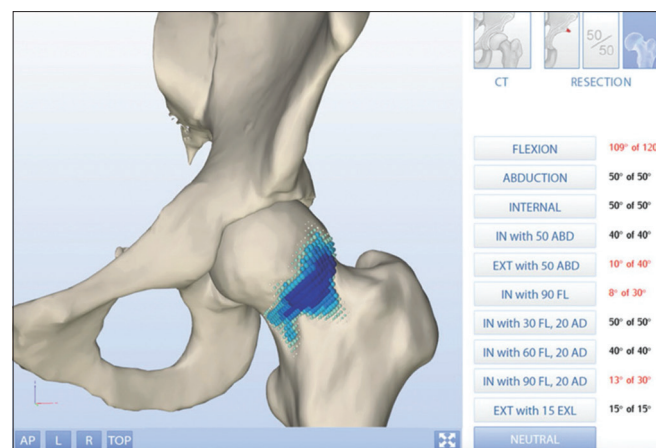 50/50
CT RESECTION
FLEXION 109° of 120
ABDUCTION 50° of 50°
INTERNAL 50° of 50°
IN with 50 ABD 40° of 40°
EXT with 50 ABD 10° of 40°
IN with 90 FL 8° of 30°
IN with 30 FL, 20 AD 50° of 50°
IN with 60 FL, 20 AD 40° of 40°
IN with 90 FL, 20 AD 13° of 30°
EXT with 15 EXL 15° of 15°
AP L R TOP NEUTRAL